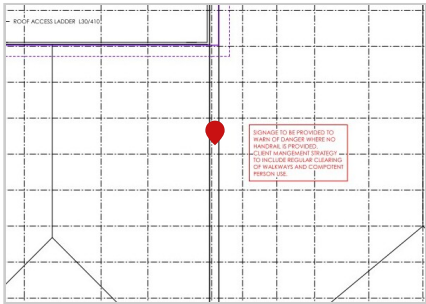 ROOF ACCESS LADDER L30/410
SIGNAGE TO BE PROVIDED TO
WARN OF DANGER WHERE NO
HANDRAIL IS PROVIDED.
CLIENT MANGEMENT STRATEGY
TO INCLUDE REGULAR CLEARING
OF WALKWAYS AND COMPOTENT
PERSON USE.